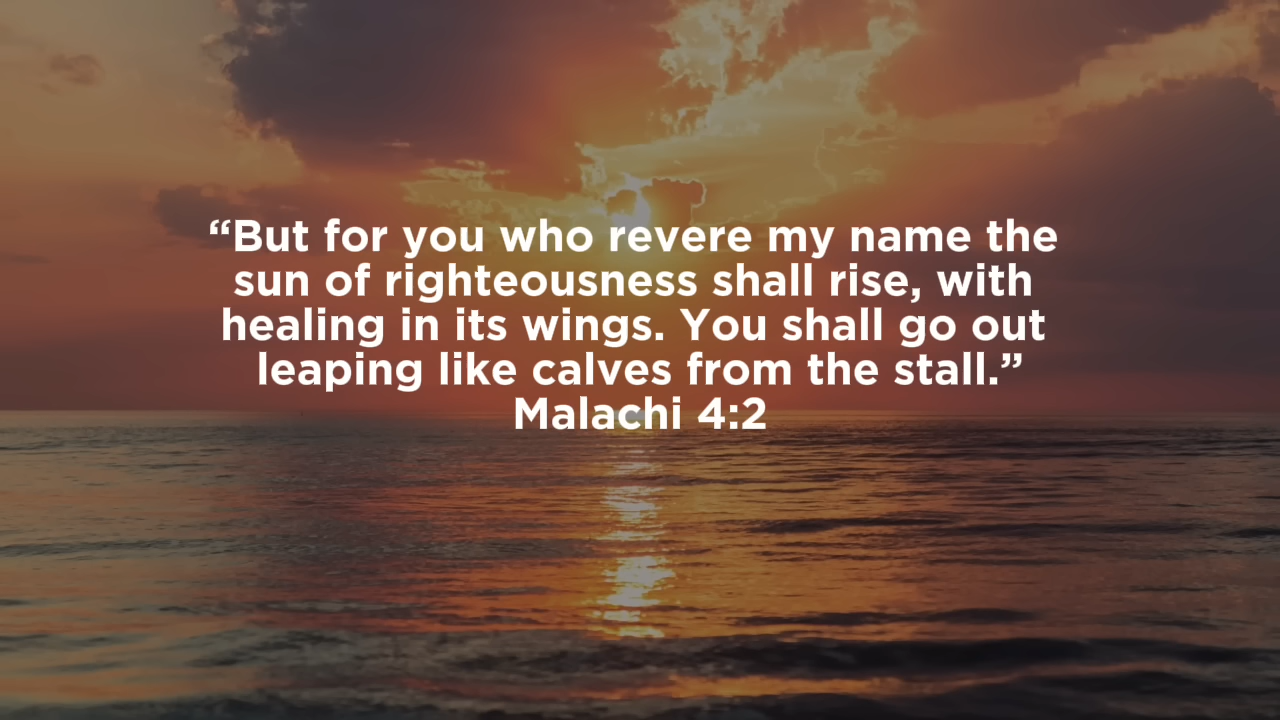 “But for you who revere my name the
sun of righteousness shall rise, with
healing in its wings. You shall go out
leaping like calves from the stall.”
Malachi 4:2